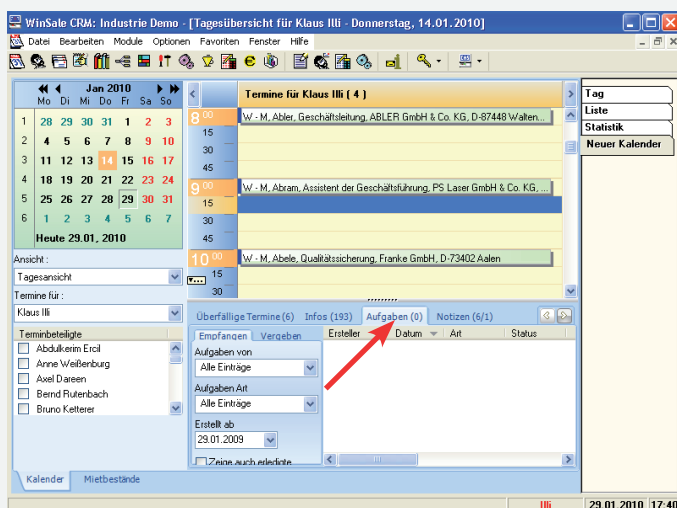 WinSale CRM: Industrie Demo - [Tagesübersicht für Klaus Illi - Donnerstag, 14.01.2010]
Datei Bearbeiten Module Optionen Favoriten Fenster Hilfe
Jan 2010
Mo Di Mi Do Fr Sa So
1 28 29 30 31 1 2 3
2 4 5 6 7 8 9 10
3 11 12 13 14 15 16 17
4 18 19 20 21 22 23 24
5 25 26 27 28 29 30 31
6 1 2 3 4 5 6 7
Heute 29.01. 2010
Ansicht :
Tagesansicht
Termine für :
Klaus Illi
Terminbeteiligte
Abdulkerim Ercil
Anne Weißenburg
Axel Dareen
Bernd Rutenbach
Bruno Ketterer
Kalender Mietbestände
Termine für Klaus Illi ( 4 )
8 00 W - M, Abler, Geschäftsleitung, ABLER GmbH & Co. KG, D-87448 Walten...
15
30
45
9 00 W - M, Abram, Assistent der Geschäftsführung, PS Laser GmbH & Co. KG, ...
15
30
45
10 00 W - M, Abele, Qualitätssicherung, Franke GmbH, D-73402 Aalen
15
30
Überfällige Termine (6) Infos (193) Aufgaben (0) Notizen (6/1)
Empfangen Vergeben
Ersteller Datum Art Status
Aufgaben von
Alle Einträge
Aufgaben Art
Alle Einträge
Erstellt ab
29.01.2009
Zeige auch erledigte
Tag
Liste
Statistik
Neuer Kalender
Illi 29.01.2010 17:40